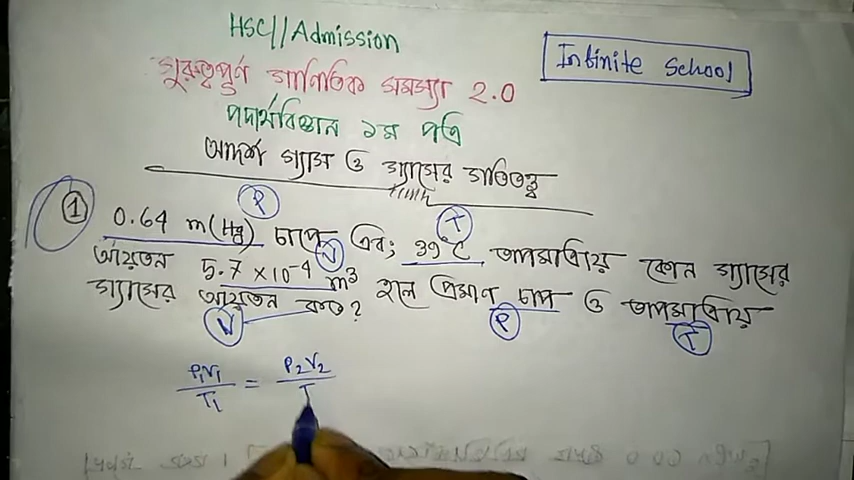 HSC//Admission
Infinite School
গুরুত্বপূর্ণ গাণিতিক সমস্যা 2.0
পদার্থবিজ্ঞান ১ম পত্র
আদর্শ গ্যাস ও গ্যাসের গতিতত্ত্ব
P T
1 0.64 m(Hg) চাপে এবং 39°C তাপমাত্রায় কোন গ্যাসের
V
আয়তন 5.7 × 10⁻⁴ m³ হলে প্রমাণ চাপ ও তাপমাত্রায়
গ্যাসের আয়তন কত?
V P T
P₁V₁/T₁ = P₂V₂/T